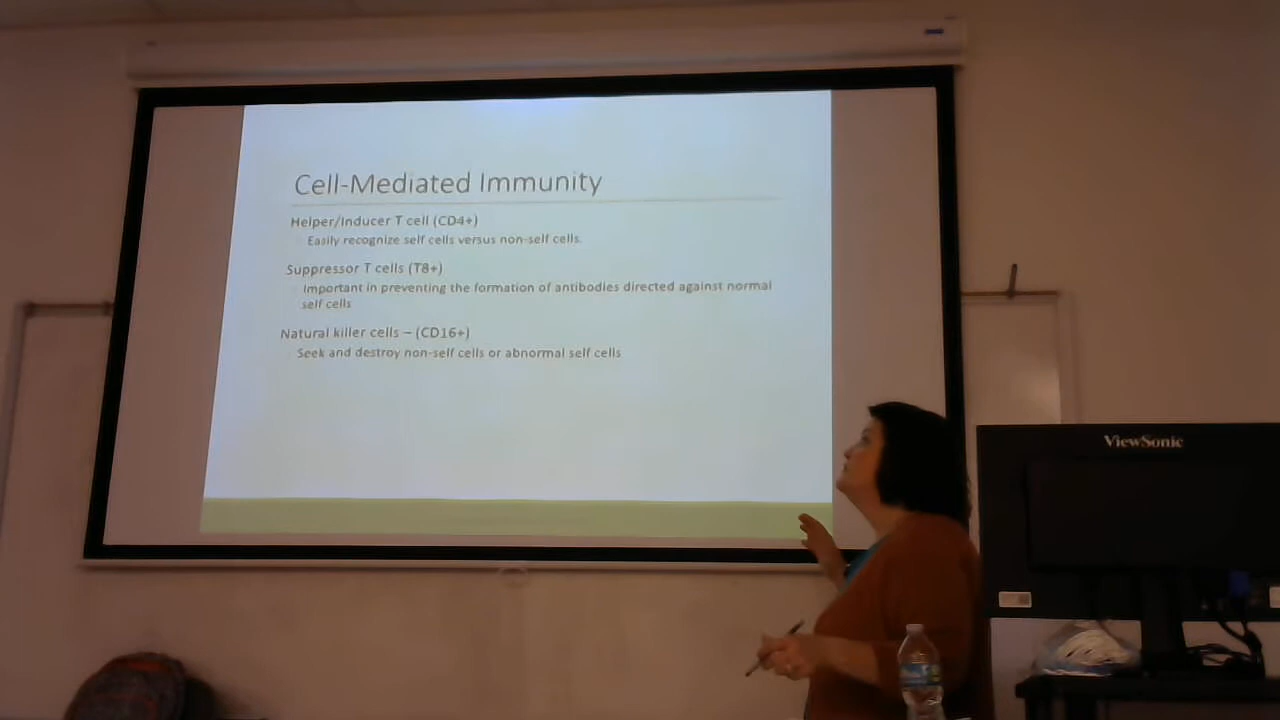 Cell-Mediated Immunity
Helper/Inducer T cell (CD4+)
Easily recognize self cells versus non-self cells.
Suppressor T cells (T8+)
Important in preventing the formation of antibodies directed against normal
self cells
Natural killer cells – (CD16+)
Seek and destroy non-self cells or abnormal self cells
ViewSonic